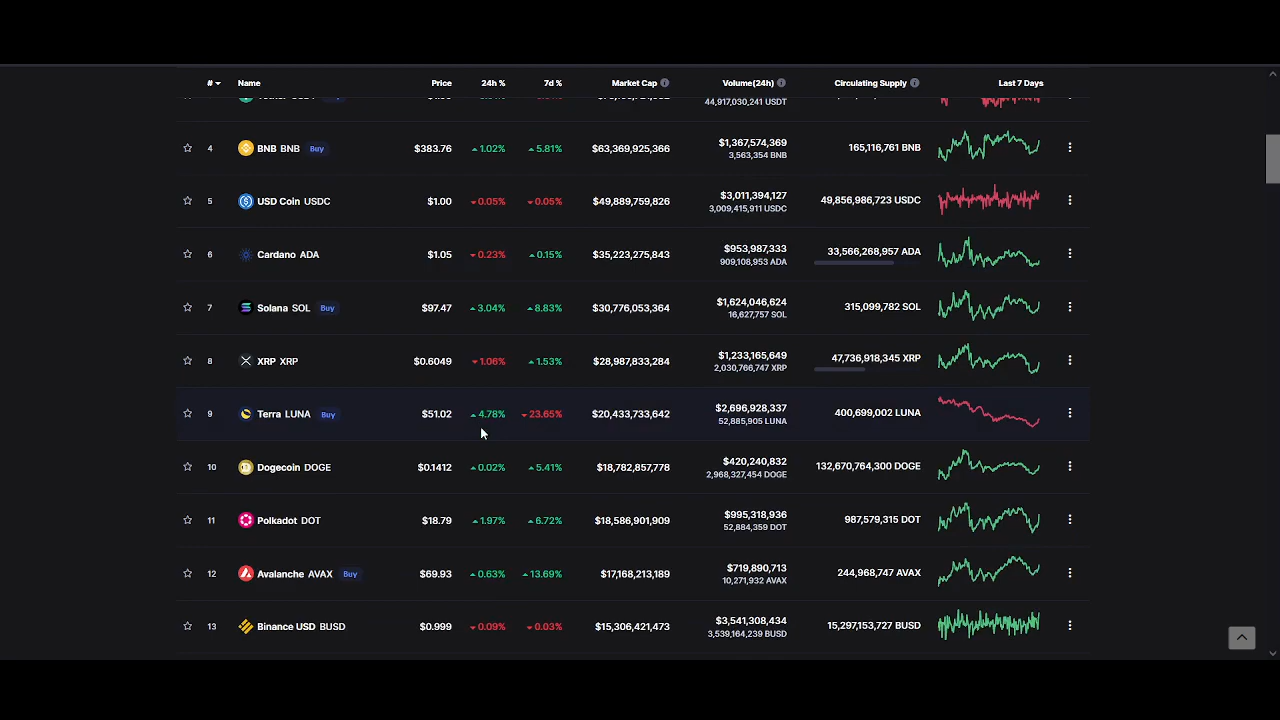 # Name Price 24h % 7d % Market Cap Volume(24h) Circulating Supply Last 7 Days
44,917,030,241 USDT
4 BNB BNB Buy $383.76 1.02% 5.81% $63,369,925,366 $1,367,574,369 165,116,761 BNB
3,563,354 BNB
5 USD Coin USDC $1.00 0.05% 0.05% $49,889,759,826 $3,011,394,127 49,856,986,723 USDC
3,009,415,911 USDC
6 Cardano ADA $1.05 0.23% 0.15% $35,223,275,843 $953,987,333 33,566,268,957 ADA
909,108,953 ADA
7 Solana SOL Buy $97.47 3.04% 8.83% $30,776,053,364 $1,624,046,624 315,099,782 SOL
16,627,757 SOL
8 XRP XRP $0.6049 1.06% 1.53% $28,987,833,284 $1,233,165,649 47,736,918,345 XRP
2,030,766,747 XRP
9 Terra LUNA Buy $51.02 4.78% 23.65% $20,433,733,642 $2,696,928,337 400,699,002 LUNA
52,885,905 LUNA
10 Dogecoin DOGE $0.1412 0.02% 5.41% $18,782,857,778 $420,240,832 132,670,764,300 DOGE
2,968,327,454 DOGE
11 Polkadot DOT $18.79 1.97% 6.72% $18,586,901,909 $995,318,936 987,579,315 DOT
52,884,359 DOT
12 Avalanche AVAX Buy $69.93 0.63% 13.69% $17,168,213,189 $719,890,713 244,968,747 AVAX
10,271,932 AVAX
13 Binance USD BUSD $0.999 0.09% 0.03% $15,306,421,473 $3,541,308,434 15,297,153,727 BUSD
3,539,164,239 BUSD